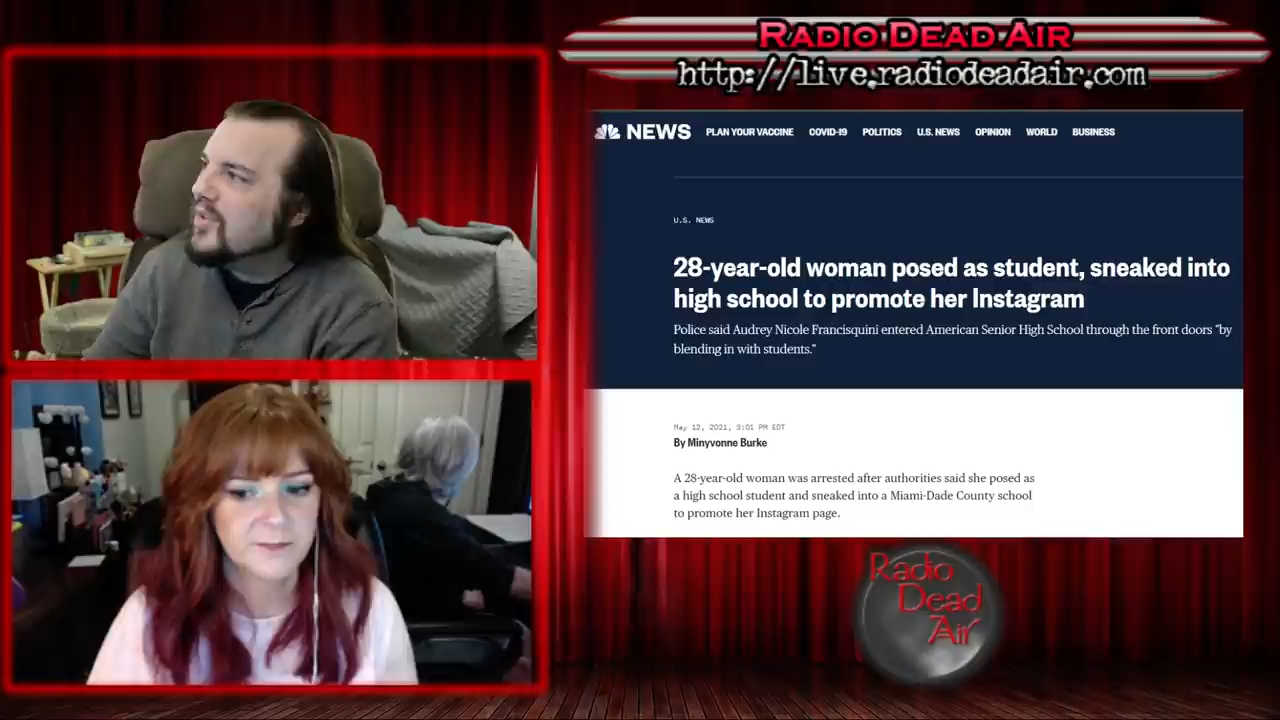 RADIO DEAD AIR
http://live.radiodeadair.com
NEWS PLAN YOUR VACCINE COVID-19 POLITICS U.S. NEWS OPINION WORLD BUSINESS
U.S. NEWS
28-year-old woman posed as student, sneaked into
high school to promote her Instagram
Police said Audrey Nicole Francisquini entered American Senior High School through the front doors "by
blending in with students."
May 12, 2021, 3:01 PM EDT
By Minyvonne Burke
A 28-year-old woman was arrested after authorities said she posed as
a high school student and sneaked into a Miami-Dade County school
to promote her Instagram page.
Radio
Dead
Air